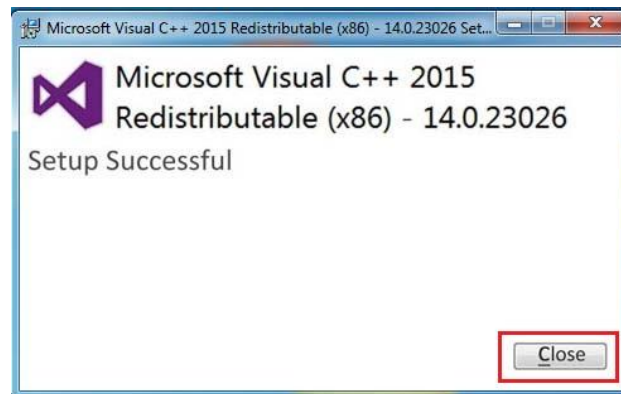 Microsoft Visual C++ 2015 Redistributable (x86) - 14.0.23026 Set...
Microsoft Visual C++ 2015
Redistributable (x86) - 14.0.23026
Setup Successful
Close